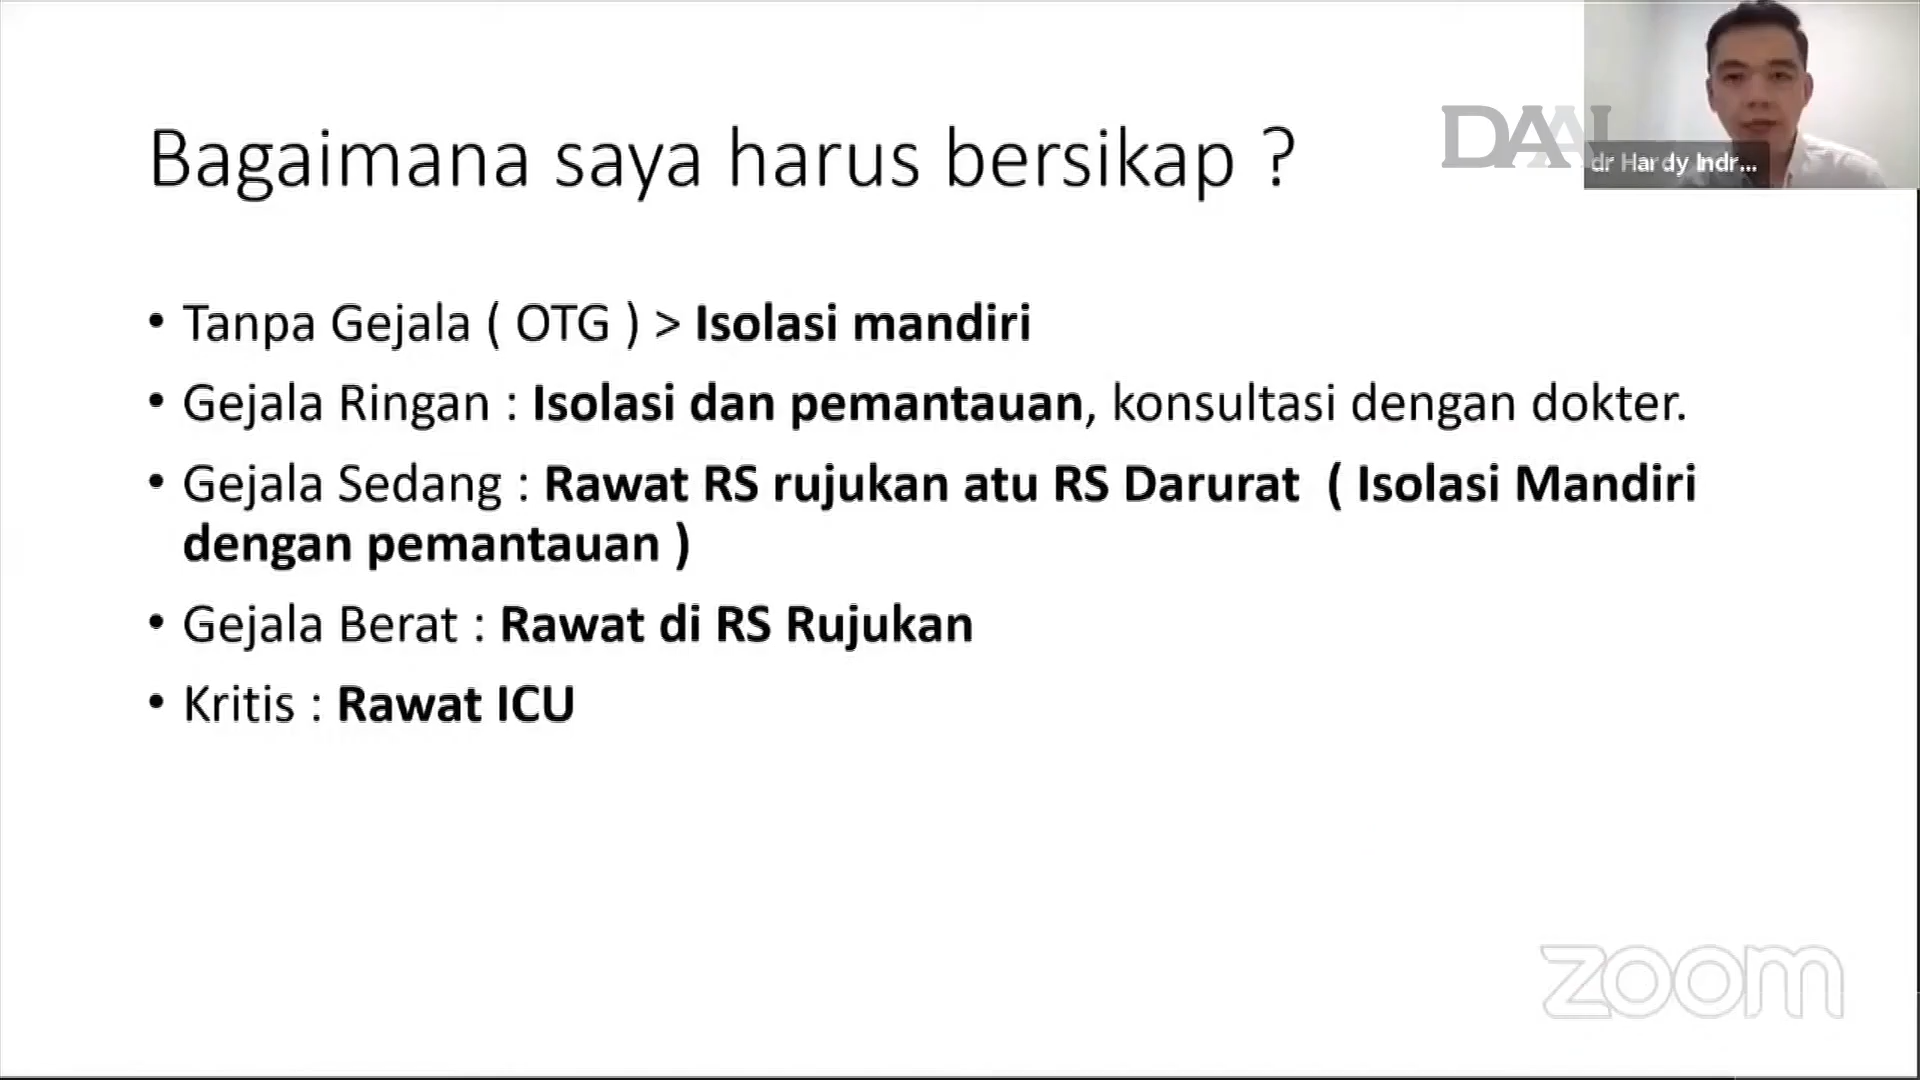 Bagaimana saya harus bersikap ?
DAAI
dr Hardy Indr...
• Tanpa Gejala ( OTG ) > Isolasi mandiri
• Gejala Ringan : Isolasi dan pemantauan, konsultasi dengan dokter.
• Gejala Sedang : Rawat RS rujukan atu RS Darurat ( Isolasi Mandiri
dengan pemantauan )
• Gejala Berat : Rawat di RS Rujukan
• Kritis : Rawat ICU
zoom